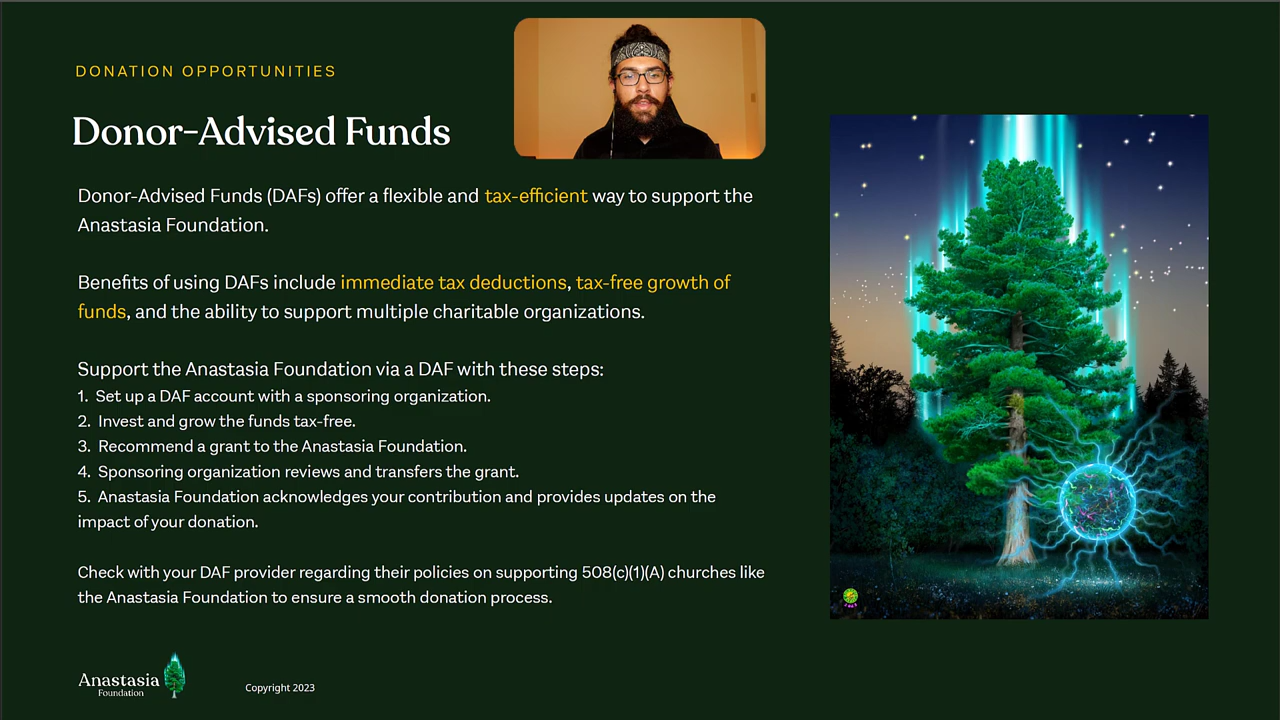 DONATION OPPORTUNITIES
Donor-Advised Funds
Donor-Advised Funds (DAFs) offer a flexible and tax-efficient way to support the
Anastasia Foundation.
Benefits of using DAFs include immediate tax deductions, tax-free growth of
funds, and the ability to support multiple charitable organizations.
Support the Anastasia Foundation via a DAF with these steps:
1. Set up a DAF account with a sponsoring organization.
2. Invest and grow the funds tax-free.
3. Recommend a grant to the Anastasia Foundation.
4. Sponsoring organization reviews and transfers the grant.
5. Anastasia Foundation acknowledges your contribution and provides updates on the
impact of your donation.
Check with your DAF provider regarding their policies on supporting 508(c)(1)(A) churches like
the Anastasia Foundation to ensure a smooth donation process.
Anastasia
Foundation
Copyright 2023